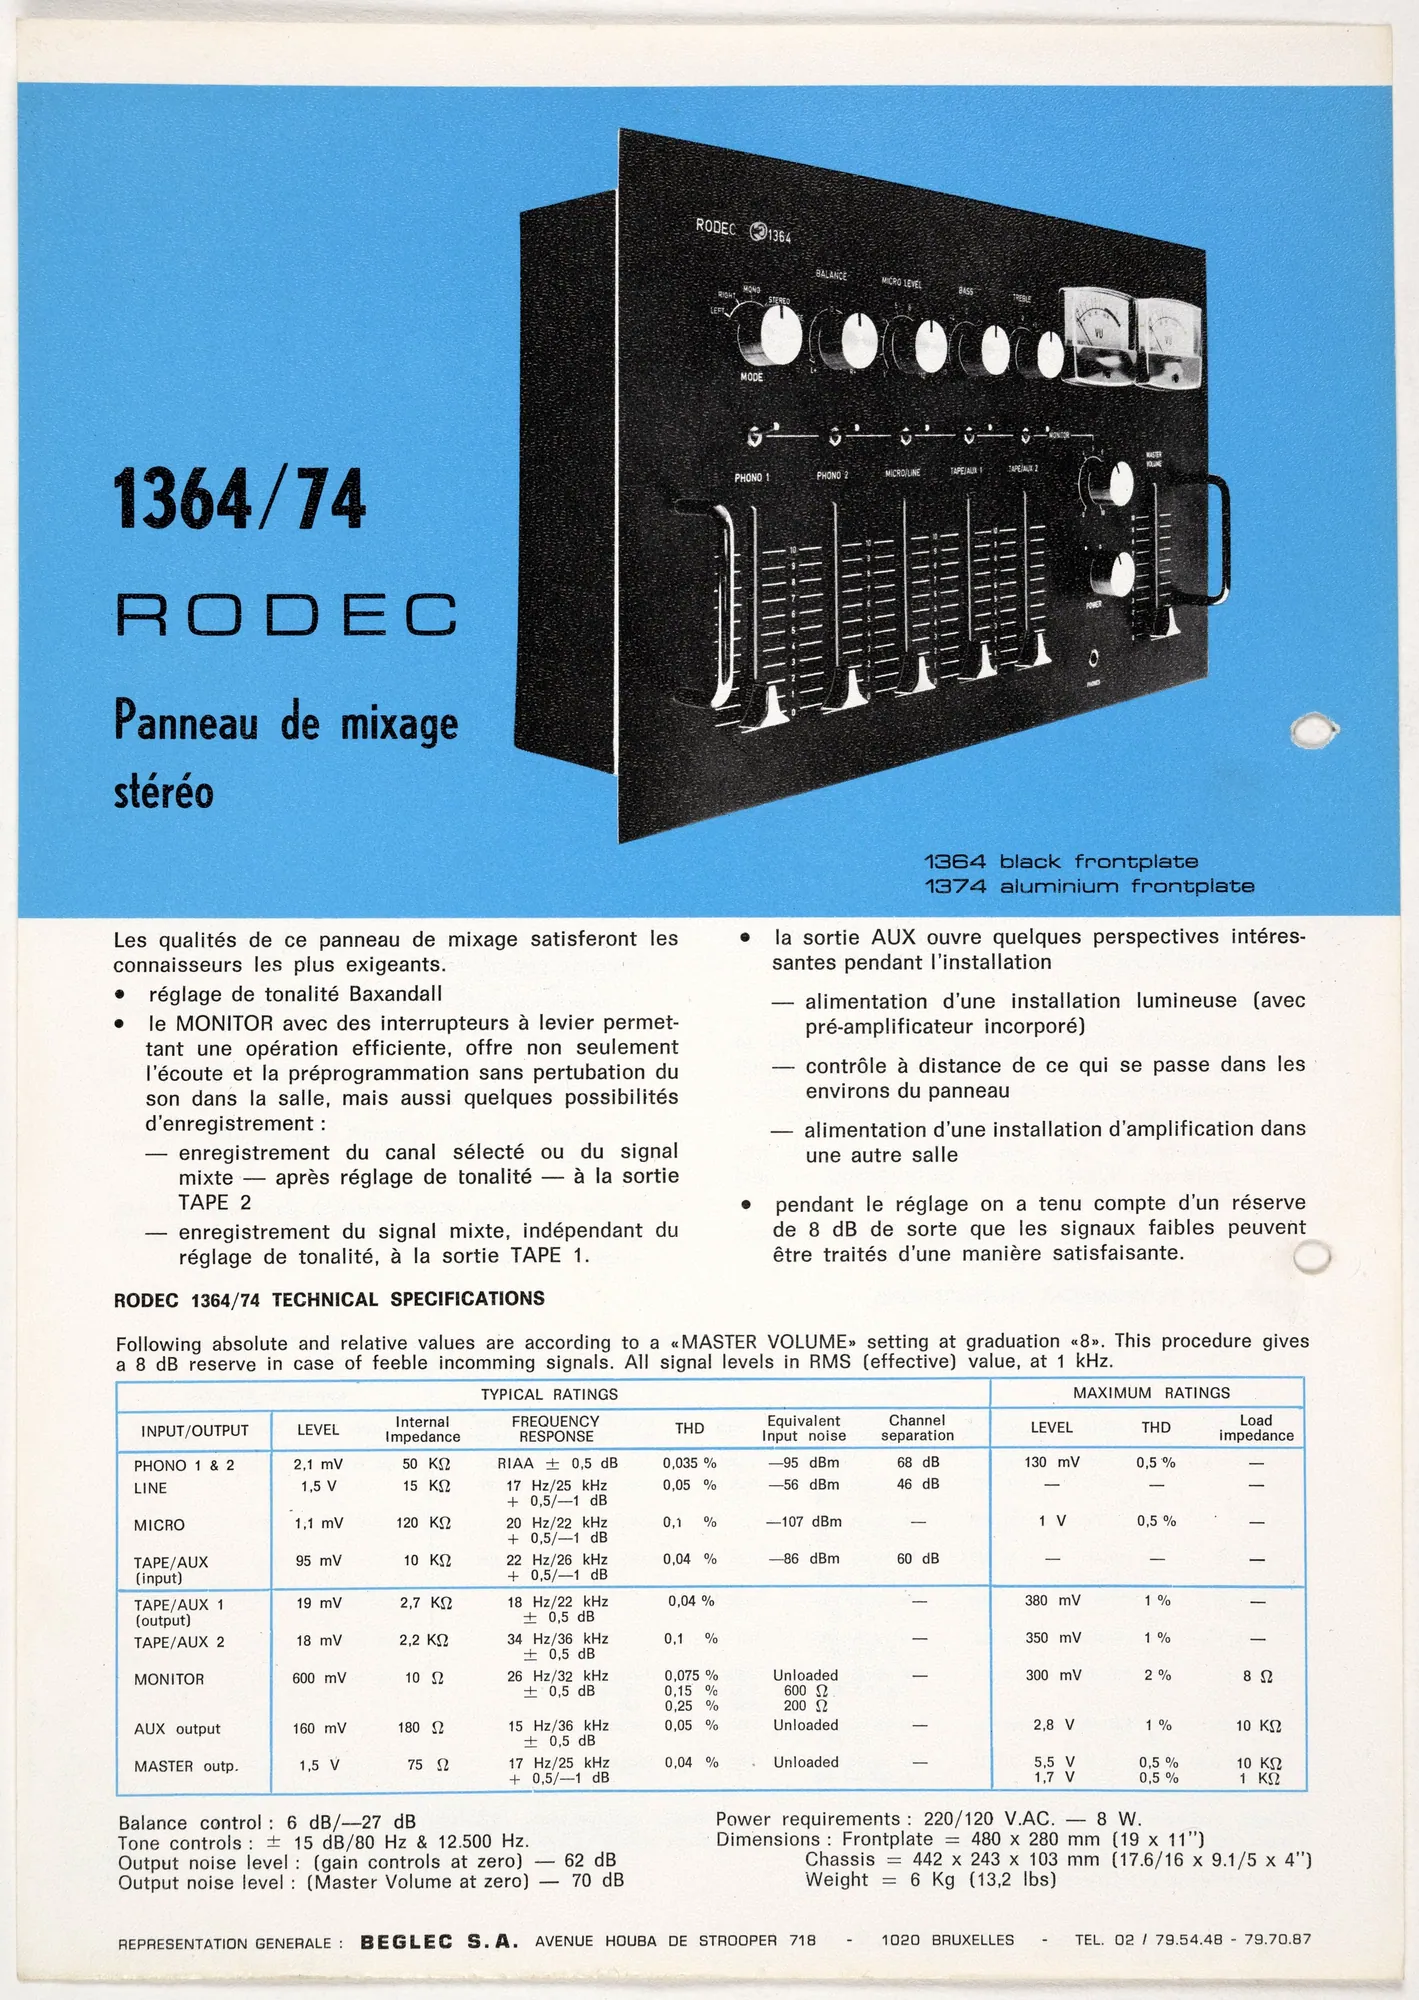 RODEC 1364
BALANCE
MICRO LEVEL
BASS
TREBLE
LEFT RIGHT MONO STEREO
VU VU
MODE
MONITOR
PHONO 1 PHONO 2 MICRO/LINE TAPE/AUX 1 TAPE/AUX 2
MASTER
VOLUME
POWER
PHONES
1364/74
RODEC
Panneau de mixage
stéréo
1364 black frontplate
1374 aluminium frontplate
Les qualités de ce panneau de mixage satisferont les
connaisseurs les plus exigeants.
• réglage de tonalité Baxandall
• le MONITOR avec des interrupteurs à levier permet-
tant une opération efficiente, offre non seulement
l'écoute et la préprogrammation sans pertubation du
son dans la salle, mais aussi quelques possibilités
d'enregistrement :
— enregistrement du canal sélecté ou du signal
mixte — après réglage de tonalité — à la sortie
TAPE 2
— enregistrement du signal mixte, indépendant du
réglage de tonalité, à la sortie TAPE 1.
• la sortie AUX ouvre quelques perspectives intéres-
santes pendant l'installation
— alimentation d'une installation lumineuse (avec
pré-amplificateur incorporé)
— contrôle à distance de ce qui se passe dans les
environs du panneau
— alimentation d'une installation d'amplification dans
une autre salle
• pendant le réglage on a tenu compte d'un réserve
de 8 dB de sorte que les signaux faibles peuvent
être traités d'une manière satisfaisante.
RODEC 1364/74 TECHNICAL SPECIFICATIONS
Following absolute and relative values are according to a «MASTER VOLUME» setting at graduation «8». This procedure gives
a 8 dB reserve in case of feeble incomming signals. All signal levels in RMS (effective) value, at 1 kHz.
TYPICAL RATINGS MAXIMUM RATINGS
INPUT/OUTPUT LEVEL Internal Impedance FREQUENCY RESPONSE THD Equivalent Input noise Channel separation LEVEL THD Load impedance
PHONO 1 & 2 2,1 mV 50 KΩ RIAA ± 0,5 dB 0,035 % —95 dBm 68 dB 130 mV 0,5 % —
LINE 1,5 V 15 KΩ 17 Hz/25 kHz 0,05 % —56 dBm 46 dB — — —
+ 0,5/—1 dB
MICRO 1,1 mV 120 KΩ 20 Hz/22 kHz 0,1 % —107 dBm — 1 V 0,5 % —
+ 0,5/—1 dB
TAPE/AUX 95 mV 10 KΩ 22 Hz/26 kHz 0,04 % —86 dBm 60 dB — — —
(input) + 0,5/—1 dB
TAPE/AUX 1 19 mV 2,7 KΩ 18 Hz/22 kHz 0,04 % — 380 mV 1 % —
(output) ± 0,5 dB
TAPE/AUX 2 18 mV 2,2 KΩ 34 Hz/36 kHz 0,1 % — 350 mV 1 % —
± 0,5 dB
MONITOR 600 mV 10 Ω 26 Hz/32 kHz 0,075 % Unloaded — 300 mV 2 % 8 Ω
± 0,5 dB 0,15 % 600 Ω
0,25 % 200 Ω
AUX output 160 mV 180 Ω 15 Hz/36 kHz 0,05 % Unloaded — 2,8 V 1 % 10 KΩ
± 0,5 dB
MASTER outp. 1,5 V 75 Ω 17 Hz/25 kHz 0,04 % Unloaded — 5,5 V 0,5 % 10 KΩ
+ 0,5/—1 dB 1,7 V 0,5 % 1 KΩ
Balance control : 6 dB/—27 dB
Tone controls : ± 15 dB/80 Hz & 12.500 Hz.
Output noise level : (gain controls at zero) — 62 dB
Output noise level : (Master Volume at zero) — 70 dB
Power requirements : 220/120 V.AC. — 8 W.
Dimensions : Frontplate = 480 x 280 mm (19 x 11")
Chassis = 442 x 243 x 103 mm (17.6/16 x 9.1/5 x 4")
Weight = 6 Kg (13,2 lbs)
REPRESENTATION GENERALE : BEGLEC S.A. AVENUE HOUBA DE STROOPER 718 - 1020 BRUXELLES - TEL. 02 / 79.54.48 - 79.70.87